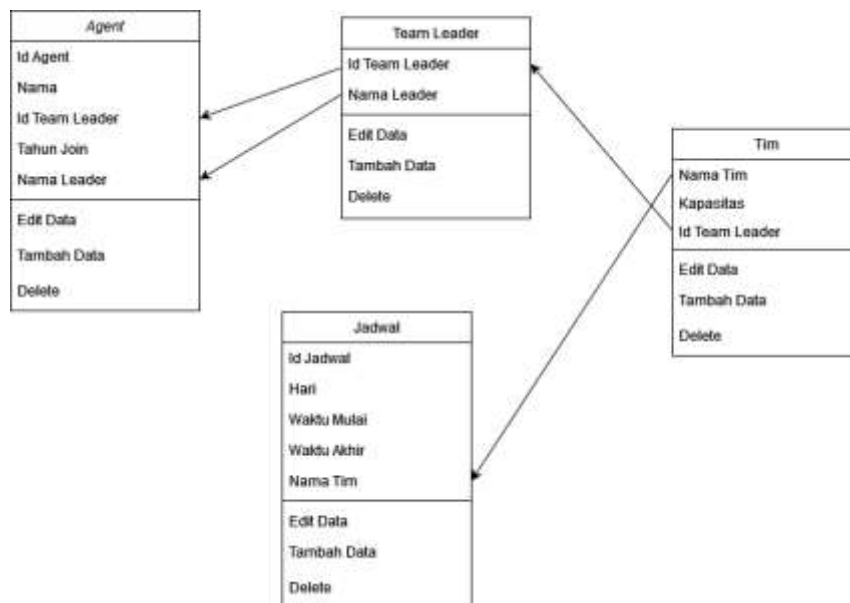 Agent
Id Agent
Nama
Id Team Leader
Tahun Join
Nama Leader
Edit Data
Tambah Data
Delete
Team Leader
Id Team Leader
Nama Leader
Edit Data
Tambah Data
Delete
Tim
Nama Tim
Kapasitas
Id Team Leader
Edit Data
Tambah Data
Delete
Jadwal
Id Jadwal
Hari
Waktu Mulai
Waktu Akhir
Nama Tim
Edit Data
Tambah Data
Delete